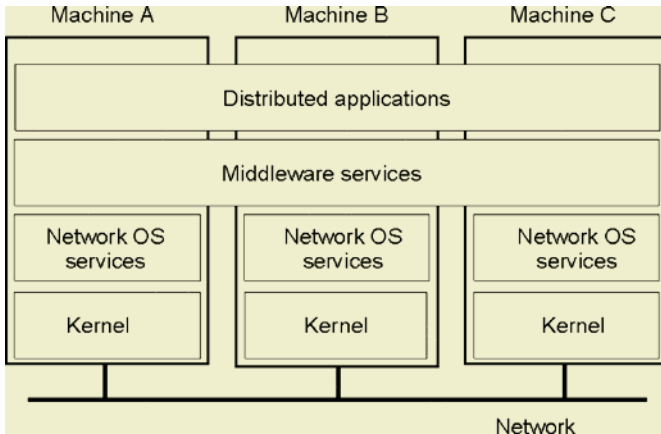 Machine A
Machine B
Machine C
Distributed applications
Middleware services
Network OS
services
Network OS
services
Network OS
services
Kernel
Kernel
Kernel
Network